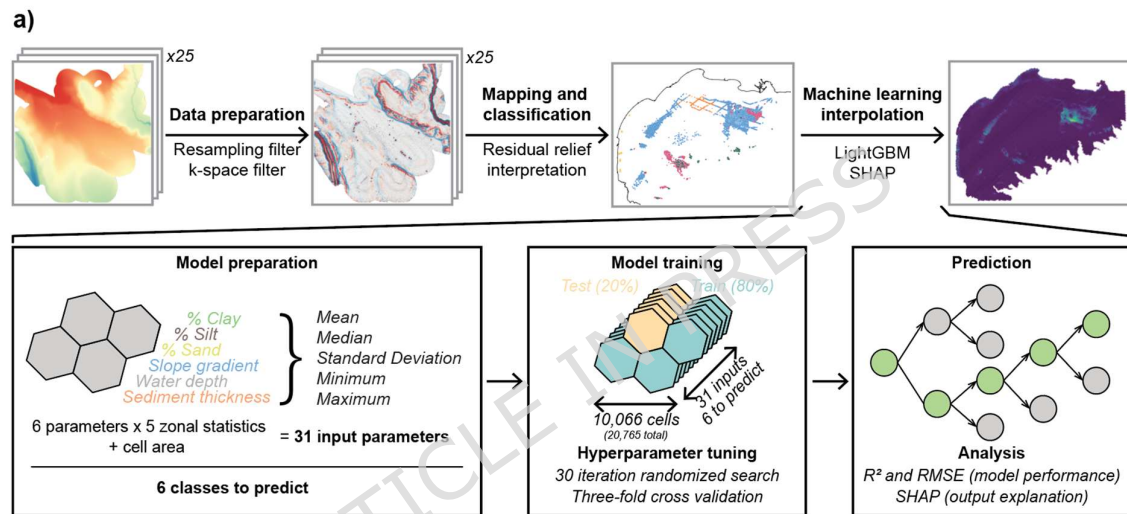 a)
x25
Data preparation
Resampling filter
k-space filter
x25
Mapping and
classification
Residual relief
interpretation
Machine learning
interpolation
LightGBM
SHAP
Model preparation
% Clay
% Silt
% Sand
Slope gradient
Water depth
Sediment thickness
Mean
Median
Standard Deviation
Minimum
Maximum
6 parameters x 5 zonal statistics
+ cell area
= 31 input parameters
6 classes to predict
Model training
Test (20%)
Train (80%)
31 inputs
6 to predict
10,066 cells
(20,765 total)
Hyperparameter tuning
30 iteration randomized search
Three-fold cross validation
Prediction
Analysis
R² and RMSE (model performance)
SHAP (output explanation)
ARTICLE IN PRESS